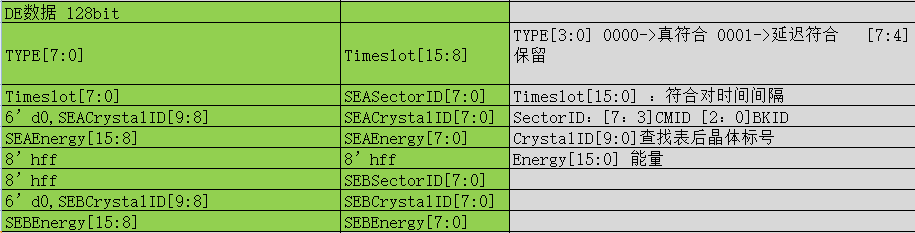 DE数据 128bit
TYPE[7:0] Timeslot[15:8] TYPE[3:0] 0000->真符合 0001->延迟符合 [7:4]
保留
Timeslot[7:0] SEASectorID[7:0] Timeslot[15:0] :符合对时间间隔
6’d0,SEACrystalID[9:8] SEACrystalID[7:0] SectorID:[7:3]CMID [2:0]BKID
SEAEnergy[15:8] SEAEnergy[7:0] CrystalID[9:0]查找表后晶体标号
8’hff 8’hff Energy[15:0] 能量
8’hff SEBSectorID[7:0]
6’d0,SEBCrystalID[9:8] SEBCrystalID[7:0]
SEBEnergy[15:8] SEBEnergy[7:0]